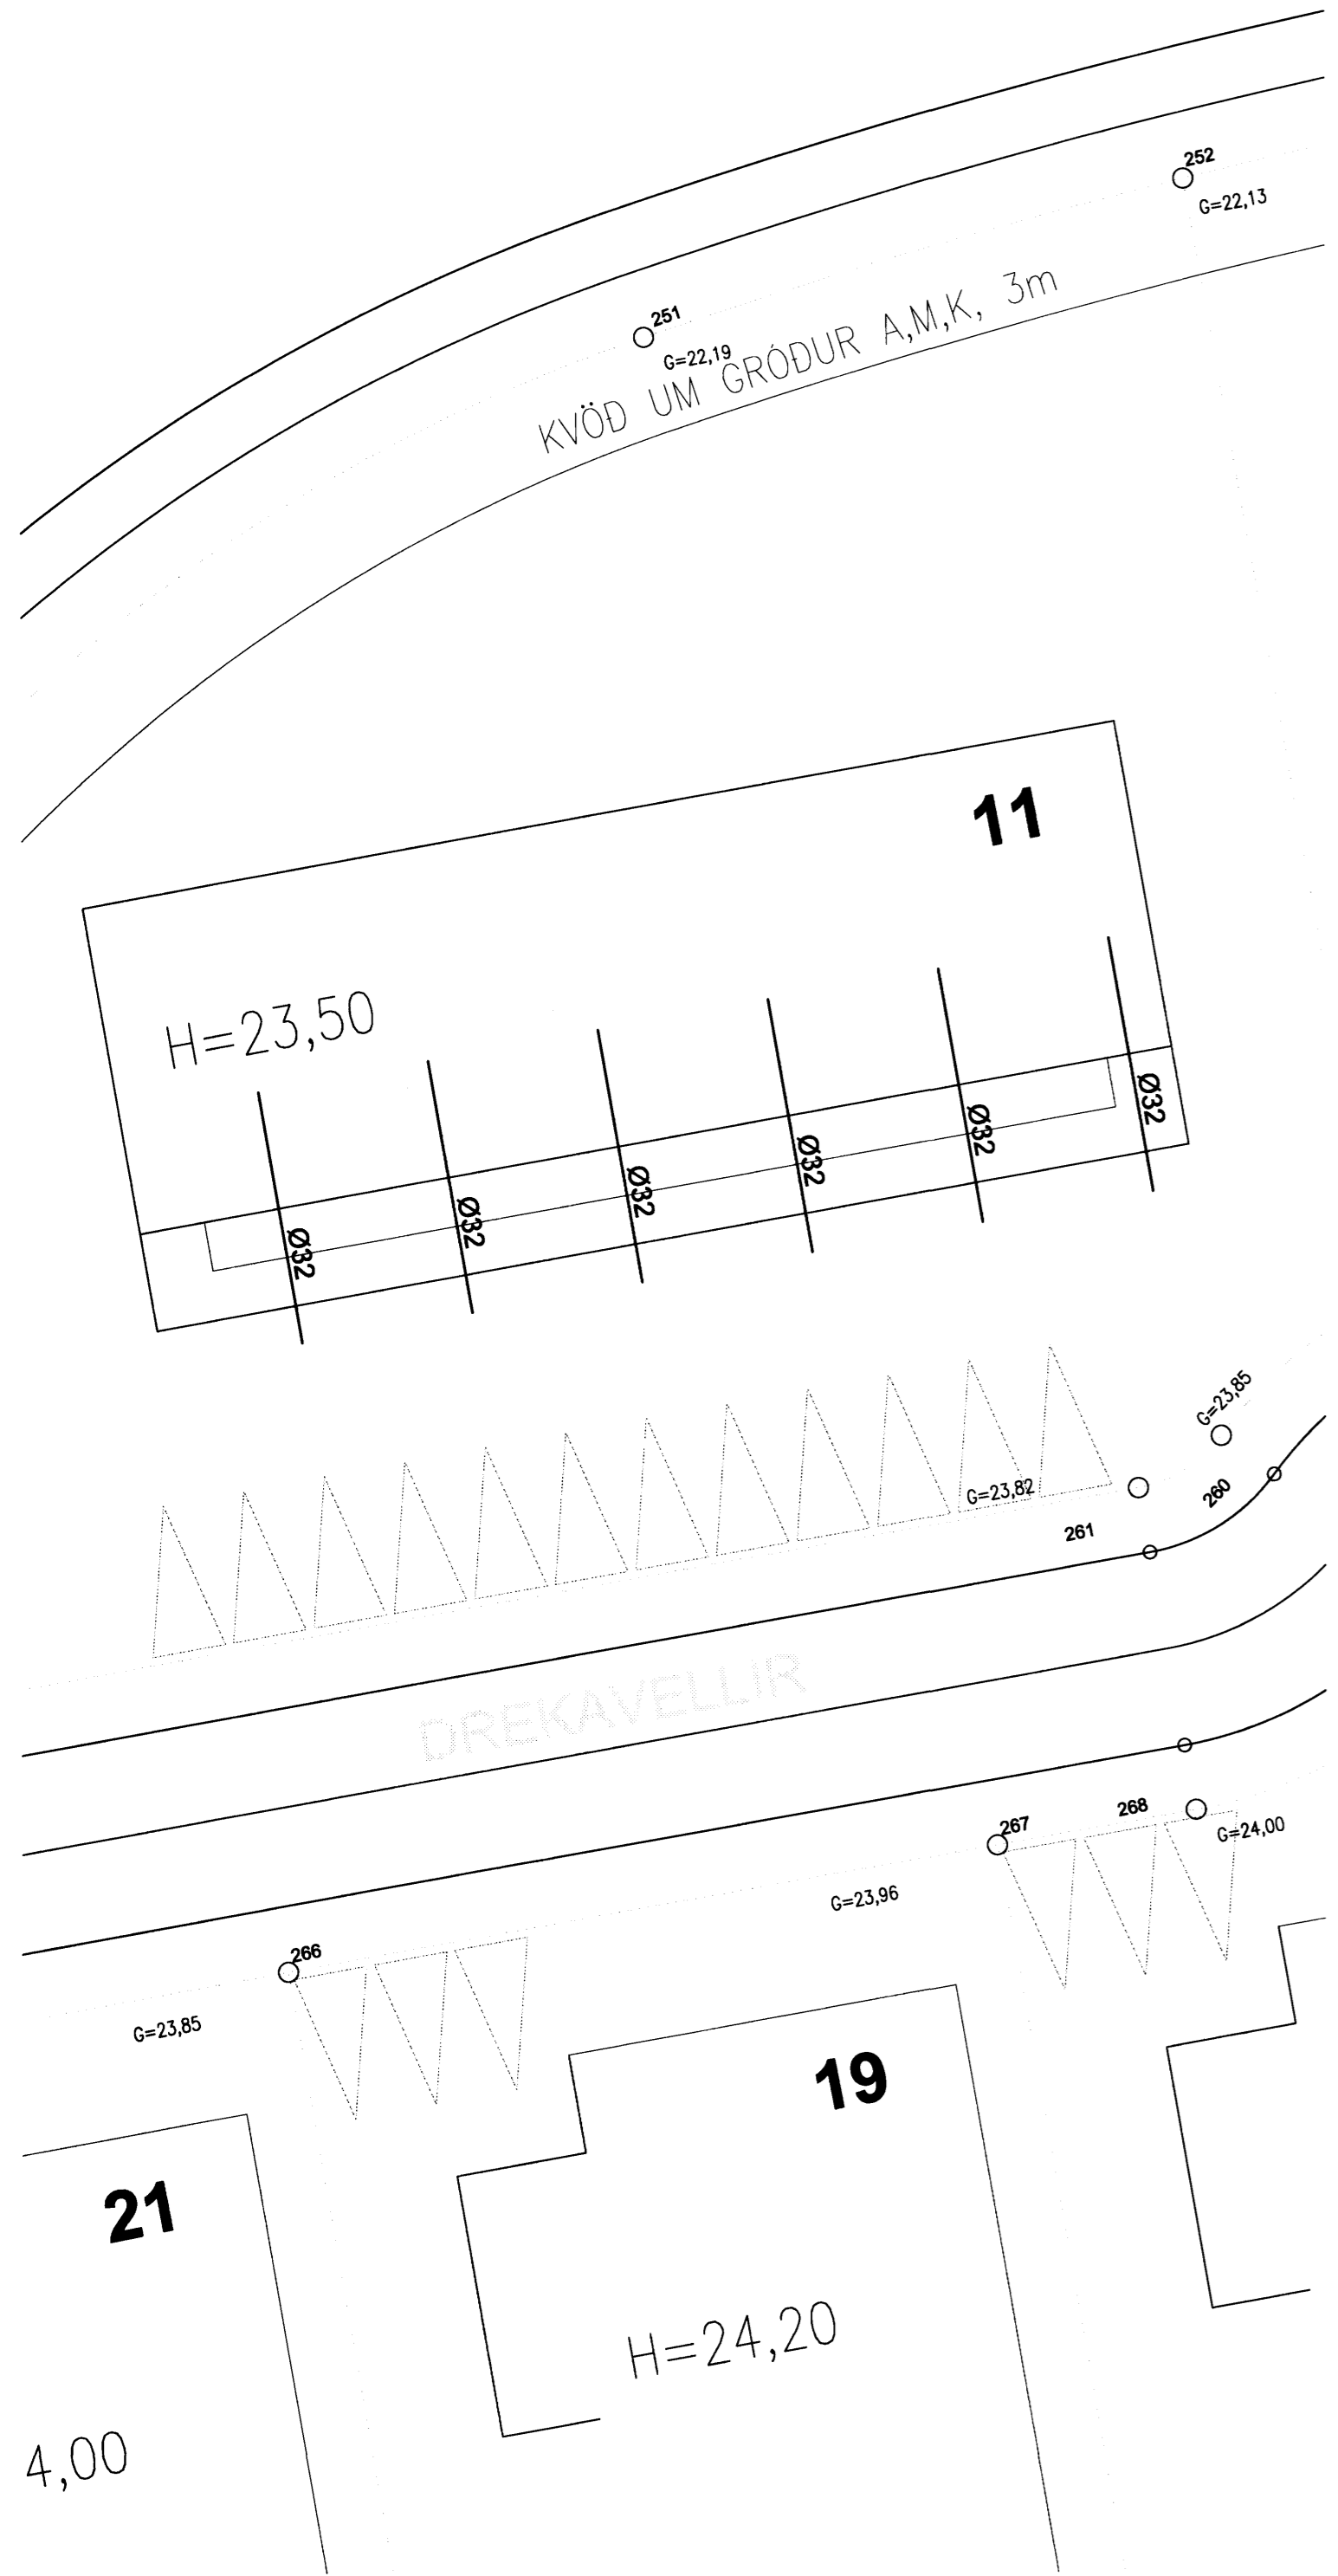 252
G=22,13
251
G=22,19
KVÖÐ UM GRÓÐUR A,M,K, 3m
11
H=23,50
Ø32
Ø32
Ø32
Ø32
Ø32
Ø32
G=23,85
G=23,82
260
261
DREKAVELLIR
267
268
G=24,00
G=23,96
266
G=23,85
19
21
H=24,20
4,00